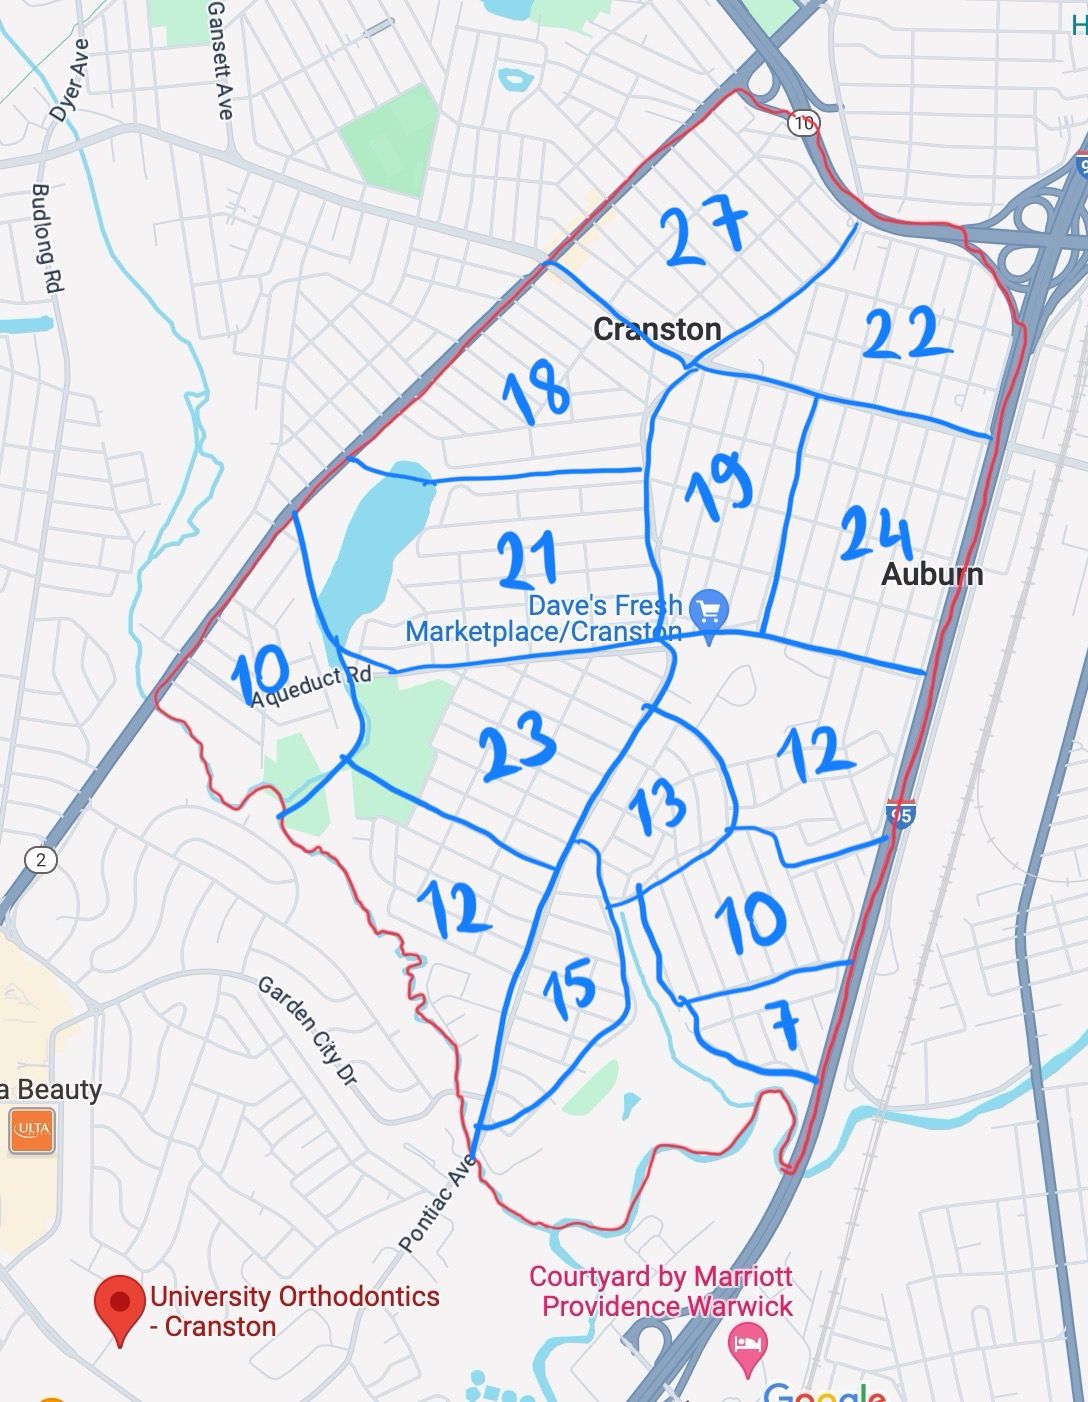 Gansett Ave
Dyer Ave
10
Budlong Rd
27
Cranston
22
18
19
24
21
Auburn
Dave's Fresh
Marketplace/Cranston
10
Aqueduct Rd
23
12
13
95
2
12
10
15
7
Garden City Dr
a Beauty
ULTA
Pontiac Ave
Courtyard by Marriott
Providence Warwick
University Orthodontics
- Cranston
Google